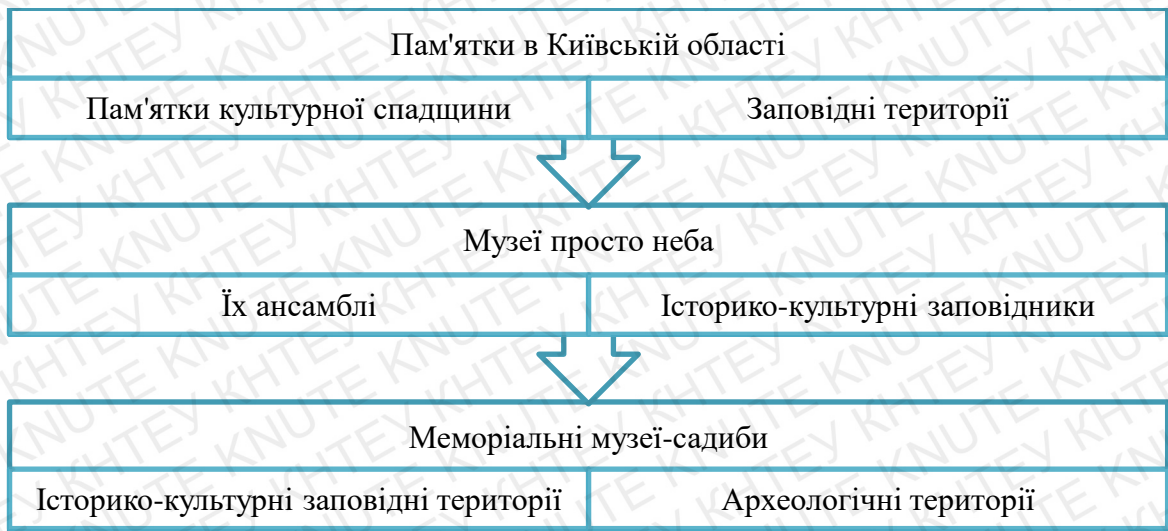 Пам'ятки в Київській області
Пам'ятки культурної спадщини
Заповідні території
Музеї просто неба
Їх ансамблі
Історико-культурні заповідники
Меморіальні музеї-садиби
Історико-культурні заповідні території
Археологічні території